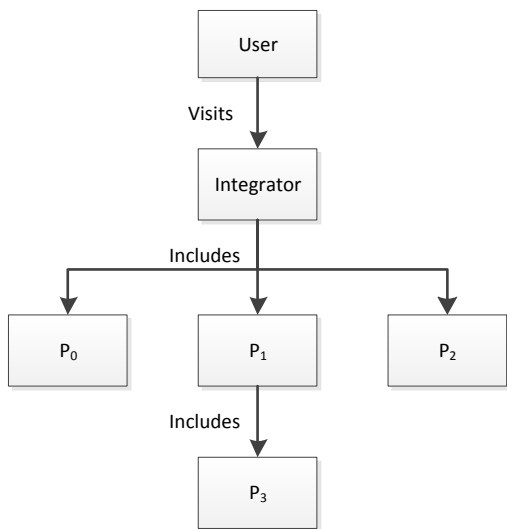 User
Visits
Integrator
Includes
P₀ P₁ P₂
Includes
P₃